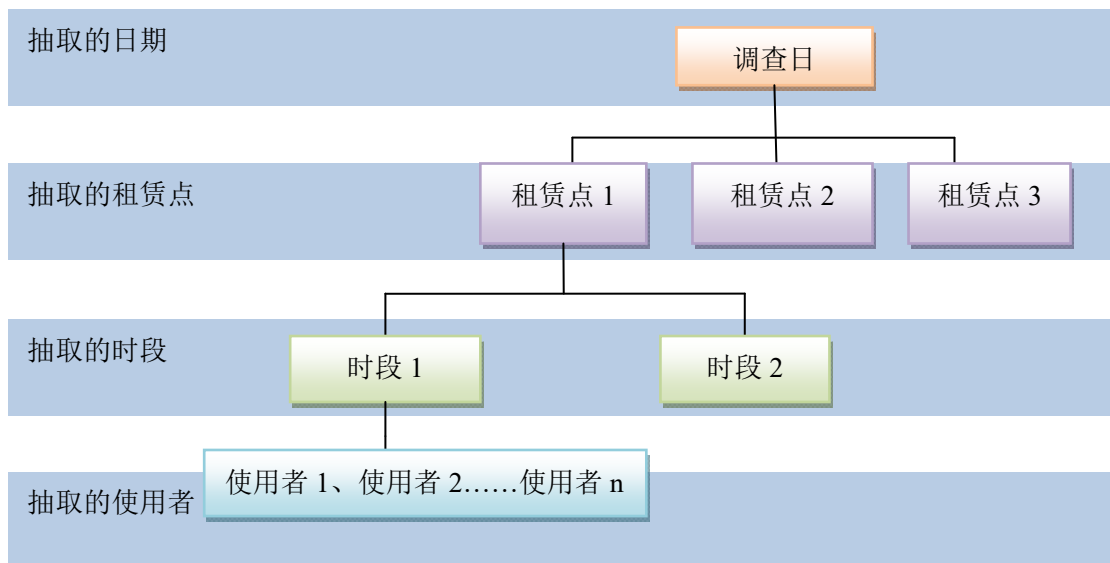 抽取的日期
调查日
抽取的租赁点
租赁点 1
租赁点 2
租赁点 3
抽取的时段
时段 1
时段 2
使用者 1、使用者 2……使用者 n
抽取的使用者